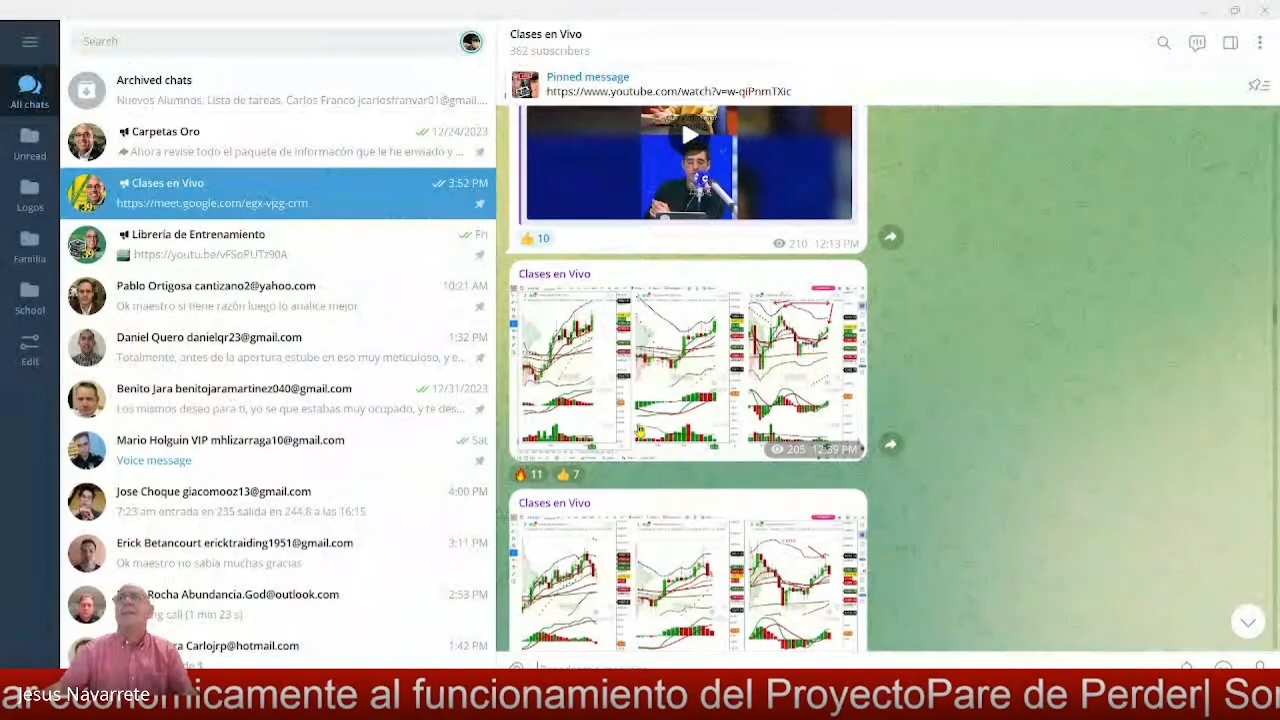 Search
All chats
Unread
Logos
Familia
School
Edit
Archived chats
Nuevos Alumnos, Lista de tareas, Carlos Franco jcarlosfranvar01@gmail....
Carpetas Oro
12/24/2023
Ahora revise todo el paquete de información que le he enviado y ...
Clases en Vivo
3:52 PM
https://meet.google.com/egx-vjzg-crm
Librería de Entrenamiento
Fri
https://youtu.be/vFSoPUTz90A
Pablo Ortigosa cantizano2@yahoo.com
10:21 AM
maestro si tiene razón luego lo analice mejor
Daniel Quero danielqr23@gmail.com
1:32 PM
Totalmente, antes de la apertura estube en eso muy meticuloso, y e...
Benito Jara benitojaramartinez040@gmail.com
12/31/2023
Los mismos deseo para ti, yo se que estabas muy ocupado, y te des...
Mario Holguin VIP mhlizarraga10@gmail.com
Sat
Voice message
Jose Choque giacomooz13@gmail.com
4:00 PM
7:23 am entrada en 235 salida en 244.8 a las 16:15
Erick Betancourt ericktraiding1951@gmail.com
3:11 PM
Ok maestro no sabia muchas gracias
abundancia.God@outlook.com
2:53 PM
min 23 s)
Carlojrp@hotmail.com
1:42 PM
Clases en Vivo
362 subscribers
Pinned message
https://www.youtube.com/watch?v=w-qiPnmTXic
10
210 12:13 PM
Clases en Vivo
205 12:39 PM
11 7
Clases en Vivo
Jesus Navarrete
micamente al funcionamiento del ProyectoPare de Perder| So